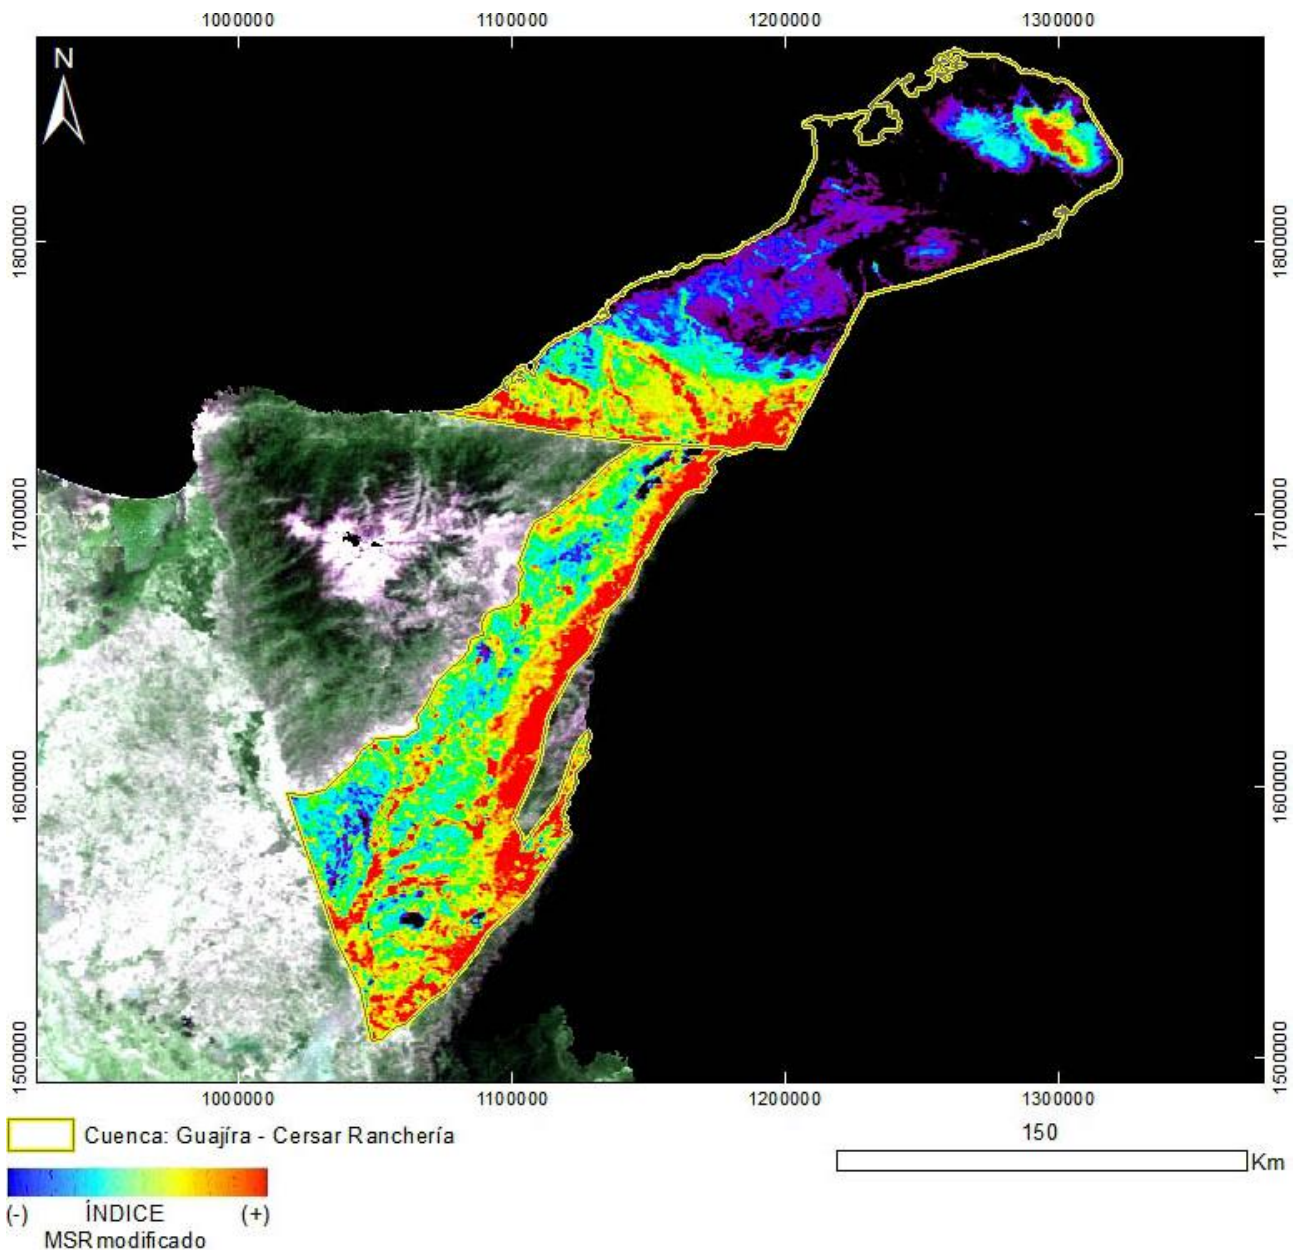 1000000 1100000 1200000 1300000
N
1800000 1800000
1700000 1700000
1600000 1600000
1500000 1500000
1000000 1100000 1200000 1300000
Cuenca: Guajíra - Cersar Ranchería
150
Km
(-) ÍNDICE (+)
MSR modificado